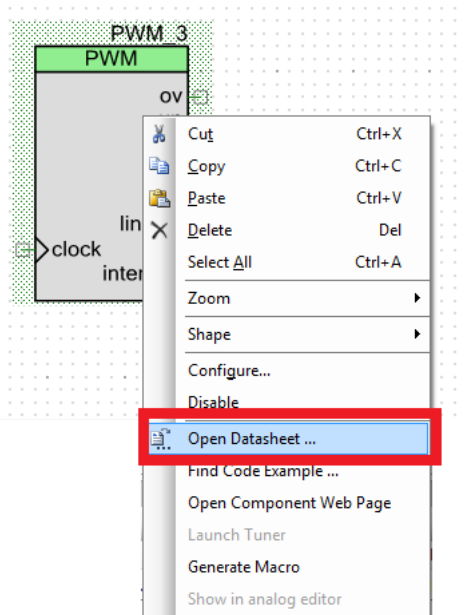 PWM_3
PWM
ov
clock
lin
inter
Cut Ctrl+X
Copy Ctrl+C
Paste Ctrl+V
Delete Del
Select All Ctrl+A
Zoom
Shape
Configure...
Disable
Open Datasheet ...
Find Code Example ...
Open Component Web Page
Launch Tuner
Generate Macro
Show in analog editor